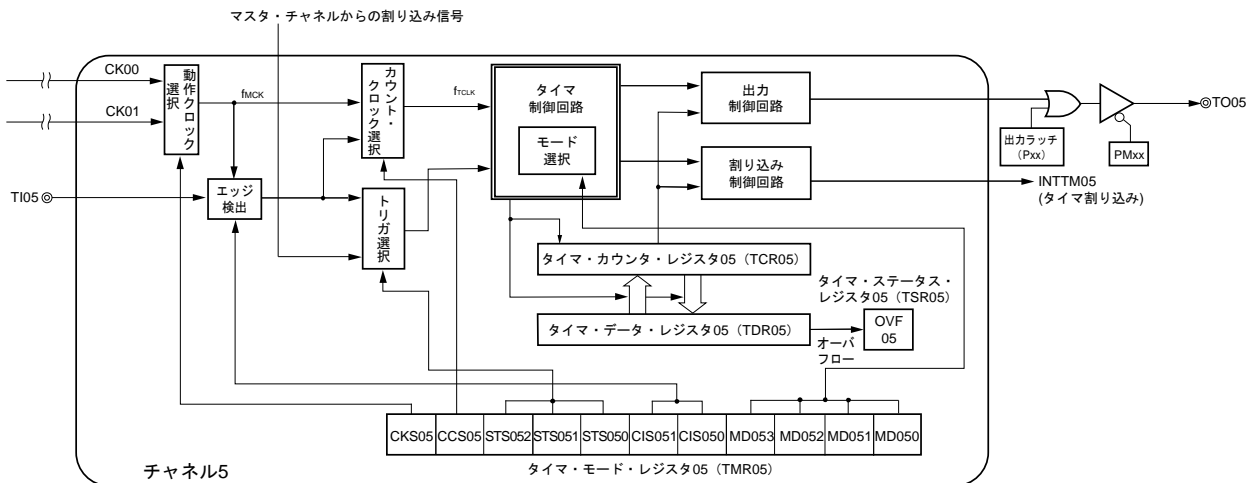 マスタ・チャネルからの割り込み信号
CK00
CK01
動作クロック
選択
fMCK
カウント・
クロック選択
fTCLK
タイマ
制御回路
モード
選択
出力
制御回路
TO05
出力ラッチ
(Pxx)
PMxx
割り込み
制御回路
INTTM05
(タイマ割り込み)
TI05
エッジ
検出
トリガ選択
タイマ・カウンタ・レジスタ05(TCR05)
タイマ・ステータス・
レジスタ05(TSR05)
タイマ・データ・レジスタ05(TDR05)
OVF
05
オーバ
フロー
CKS05 CCS05 STS052 STS051 STS050 CIS051 CIS050 MD053 MD052 MD051 MD050
チャネル5
タイマ・モード・レジスタ05(TMR05)